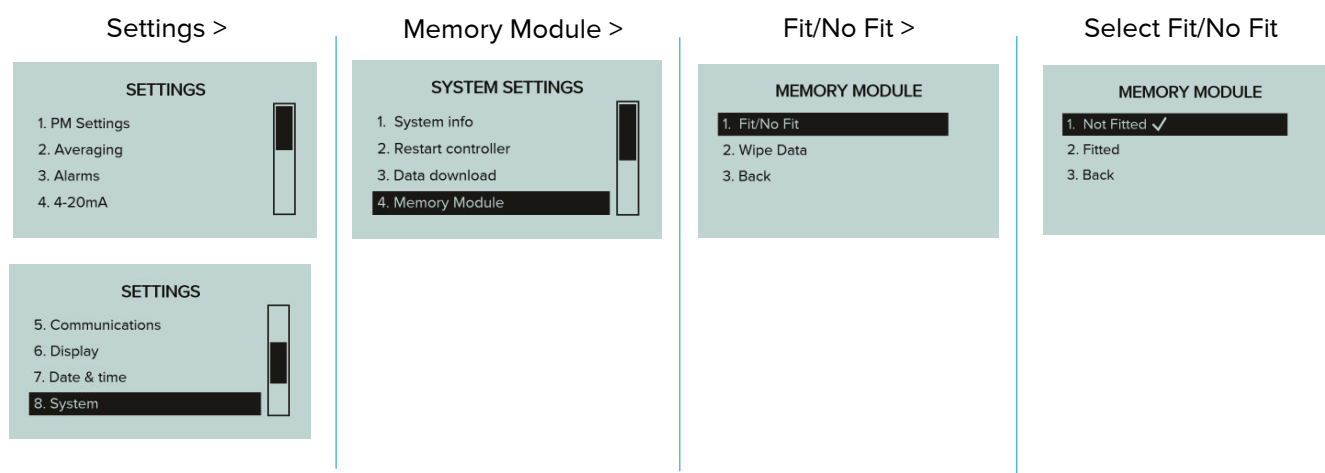 Settings >
SETTINGS
1. PM Settings
2. Averaging
3. Alarms
4. 4-20mA
SETTINGS
5. Communications
6. Display
7. Date & time
8. System
Memory Module >
SYSTEM SETTINGS
1. System info
2. Restart controller
3. Data download
4. Memory Module
Fit/No Fit >
MEMORY MODULE
1. Fit/No Fit
2. Wipe Data
3. Back
Select Fit/No Fit
MEMORY MODULE
1. Not Fitted ✓
2. Fitted
3. Back